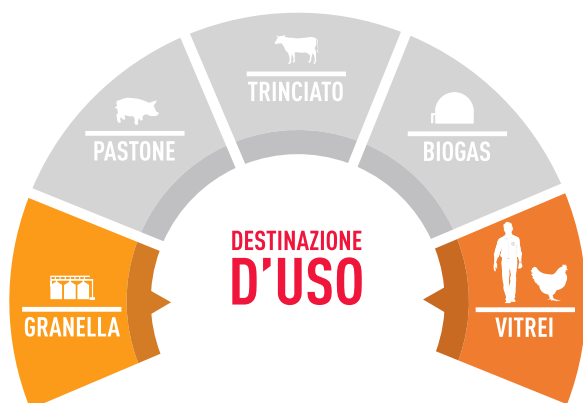 TRINCIATO
PASTONE
BIOGAS
DESTINAZIONE
D'USO
GRANELLA
VITREI